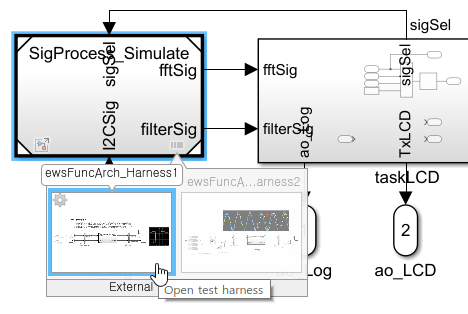 sigSel
SigProcess_Simulate
sigSel
fftSig
fftSig
sigSel
I2CSig
filterSig
filterSig
ao_Log
TxLCD
ewsFuncArch_Harness1
ewsFuncA...arness2
taskLCD
2
Log
ao_LCD
External
Open test harness